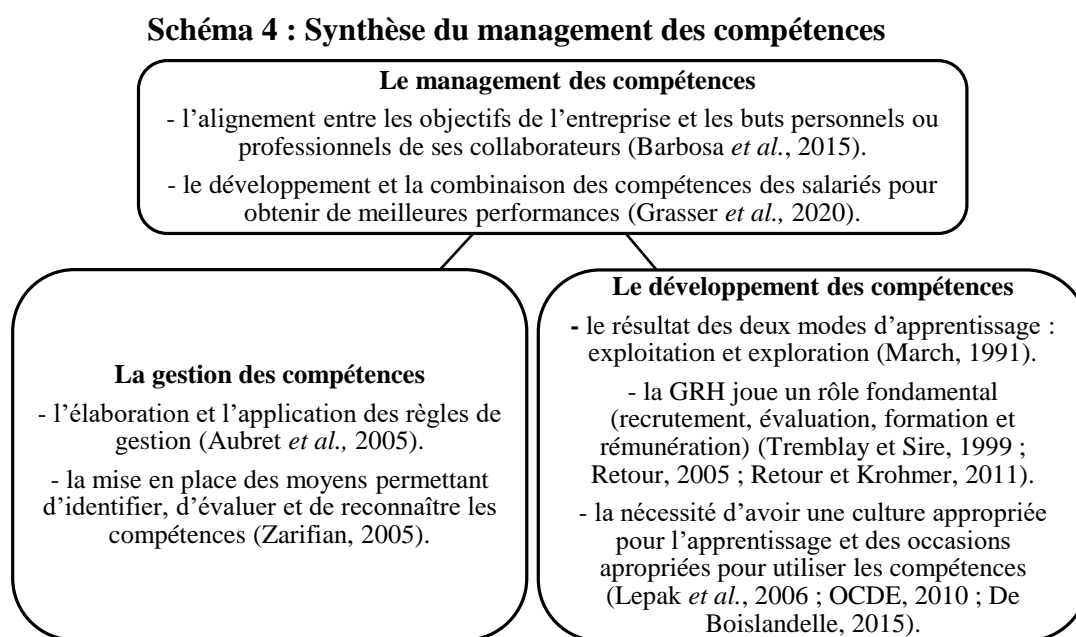 Schéma 4 : Synthèse du management des compétences
Le management des compétences
- l’alignement entre les objectifs de l’entreprise et les buts personnels ou
professionnels de ses collaborateurs (Barbosa et al., 2015).
- le développement et la combinaison des compétences des salariés pour
obtenir de meilleures performances (Grasser et al., 2020).
La gestion des compétences
- l’élaboration et l’application des règles de
gestion (Aubret et al., 2005).
- la mise en place des moyens permettant
d’identifier, d’évaluer et de reconnaître les
compétences (Zarifian, 2005).
Le développement des compétences
- le résultat des deux modes d’apprentissage :
exploitation et exploration (March, 1991).
- la GRH joue un rôle fondamental
(recrutement, évaluation, formation et
rémunération) (Tremblay et Sire, 1999 ;
Retour, 2005 ; Retour et Krohmer, 2011).
- la nécessité d’avoir une culture appropriée
pour l’apprentissage et des occasions
apropriées pour utiliser les compétences
(Lepak et al., 2006 ; OCDE, 2010 ; De
Boislandelle, 2015).